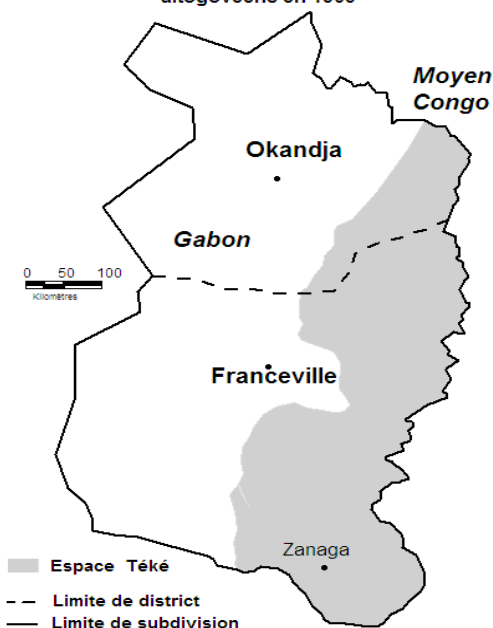 Moyen
Congo
Okandja
Gabon
0 50 100
Kilomètres
Franceville
Zanaga
Espace Téké
Limite de district
Limite de subdivision